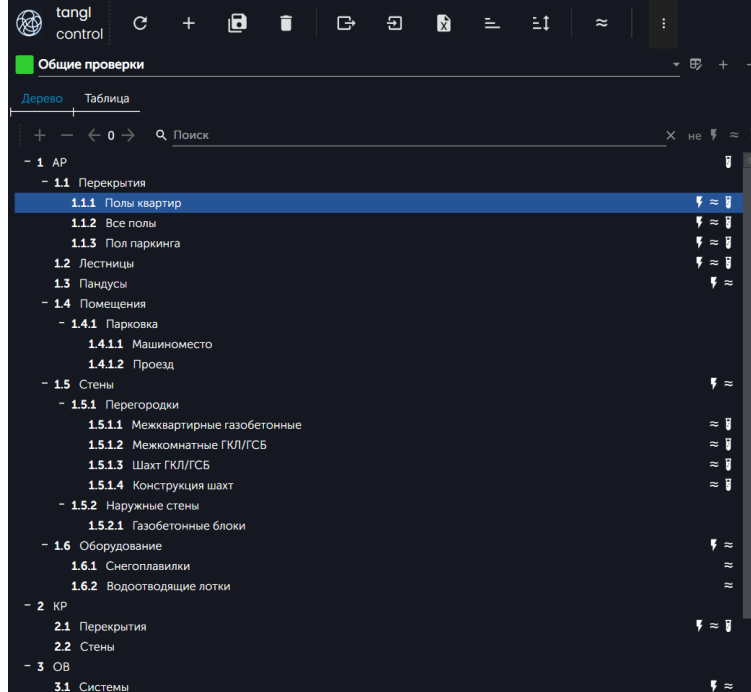 tangl
control
Общие проверки
Дерево Таблица
0 Поиск не ≈
1 АР
1.1 Перекрытия
1.1.1 Полы квартир ≈
1.1.2 Все полы ≈
1.1.3 Пол паркинга ≈
1.2 Лестницы ≈
1.3 Пандусы ≈
1.4 Помещения
1.4.1 Парковка
1.4.1.1 Машиноместо
1.4.1.2 Проезд
1.5 Стены ≈
1.5.1 Перегородки
1.5.1.1 Межквартирные газобетонные ≈
1.5.1.2 Межкомнатные ГКЛ/ГСБ ≈
1.5.1.3 Шахт ГКЛ/ГСБ ≈
1.5.1.4 Конструкция шахт ≈
1.5.2 Наружные стены
1.5.2.1 Газобетонные блоки
1.6 Оборудование ≈
1.6.1 Снегоплавилки ≈
1.6.2 Водоотводящие лотки ≈
2 КР
2.1 Перекрытия ≈
2.2 Стены
3 ОВ
3.1 Системы ≈